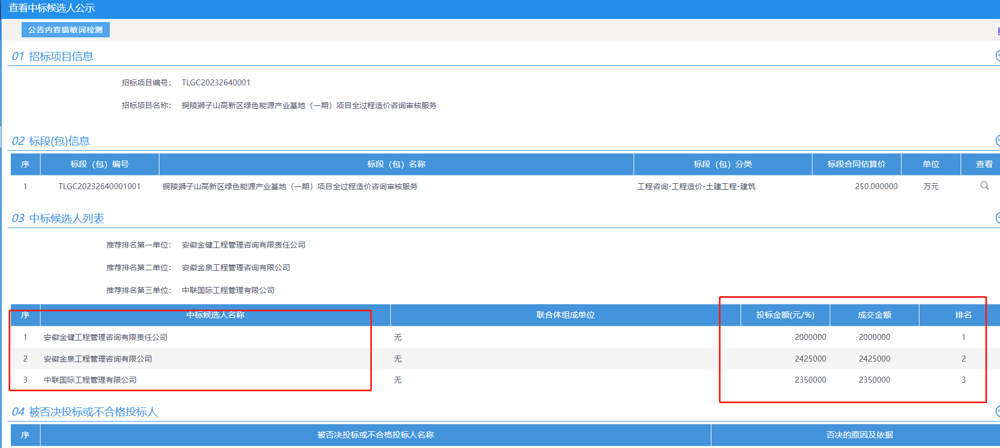 查看中标候选人公示
公告内容错敏词检测
01 招标项目信息
招标项目编号： TLGC20232640001
招标项目名称： 铜陵狮子山高新区绿色能源产业基地（一期）项目全过程造价咨询审核服务
02 标段(包)信息
序 标段（包）编号 标段（包）名称 标段（包）分类 标段合同估算价 单位 查看
1 TLGC20232640001001 铜陵狮子山高新区绿色能源产业基地（一期）项目全过程造价咨询审核服务 工程咨询-工程造价-土建工程-建筑 250.000000 万元
03 中标候选人列表
推荐排名第一单位： 安徽金健工程管理咨询有限责任公司
推荐排名第二单位： 安徽金泉工程管理咨询有限公司
推荐排名第三单位： 中联国际工程管理有限公司
序 中标候选人名称 联合体组成单位 投标金额(元/%) 成交金额 排名
1 安徽金健工程管理咨询有限责任公司 无 2000000 2000000 1
2 安徽金泉工程管理咨询有限公司 无 2425000 2425000 2
3 中联国际工程管理有限公司 无 2350000 2350000 3
04 被否决投标或不合格投标人
序 被否决投标或不合格投标人名称 否决的原因及依据